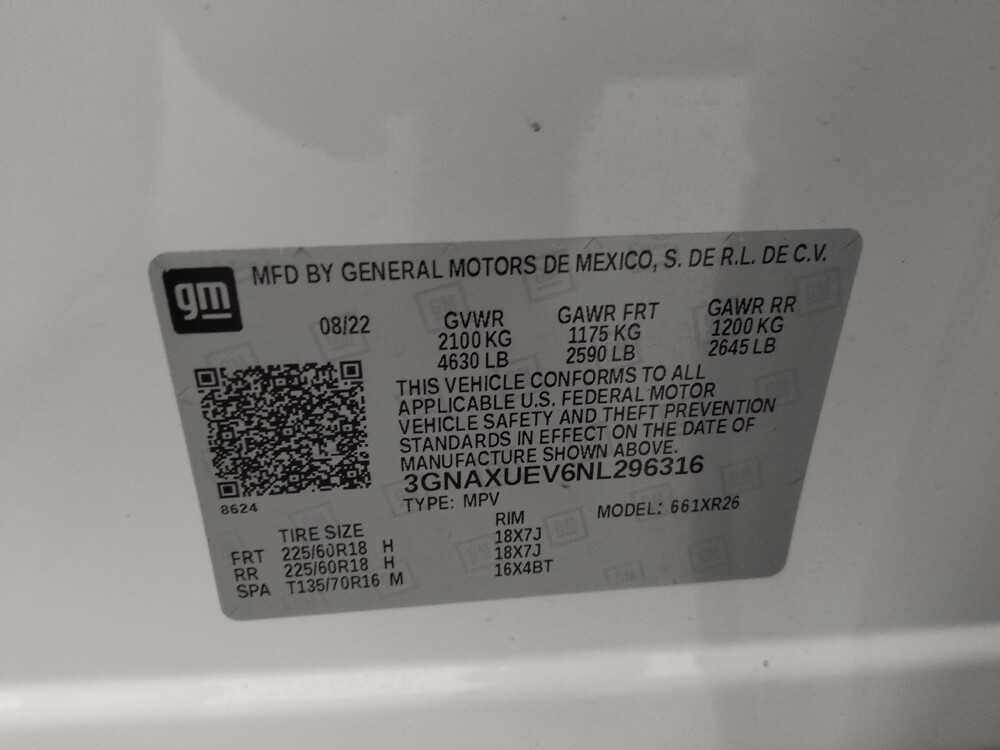 gm
MFD BY GENERAL MOTORS DE MEXICO, S. DE R.L. DE C.V.
08/22 GVWR GAWR FRT GAWR RR
2100 KG 1175 KG 1200 KG
4630 LB 2590 LB 2645 LB
THIS VEHICLE CONFORMS TO ALL
APPLICABLE U.S. FEDERAL MOTOR
VEHICLE SAFETY AND THEFT PREVENTION
STANDARDS IN EFFECT ON THE DATE OF
MANUFACTURE SHOWN ABOVE.
3GNAXUEV6NL296316
8624 TYPE: MPV MODEL: 661XR26
TIRE SIZE RIM
FRT 225/60R18 H 18X7J
RR 225/60R18 H 18X7J
SPA T135/70R16 M 16X4BT